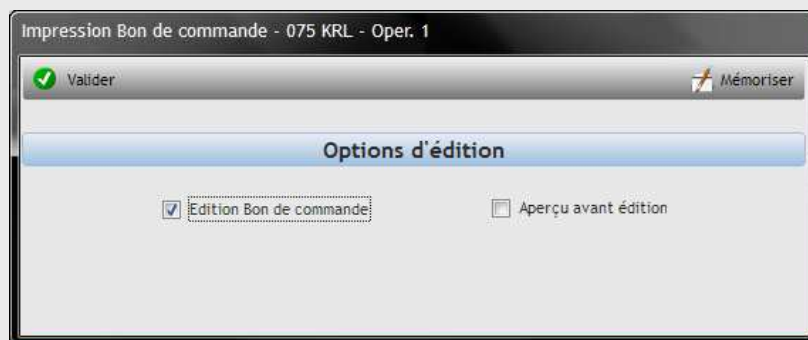 Impression Bon de commande - 075 KRL - Oper. 1
Valider
Mémoriser
Options d'édition
Edition Bon de commande
Aperçu avant édition